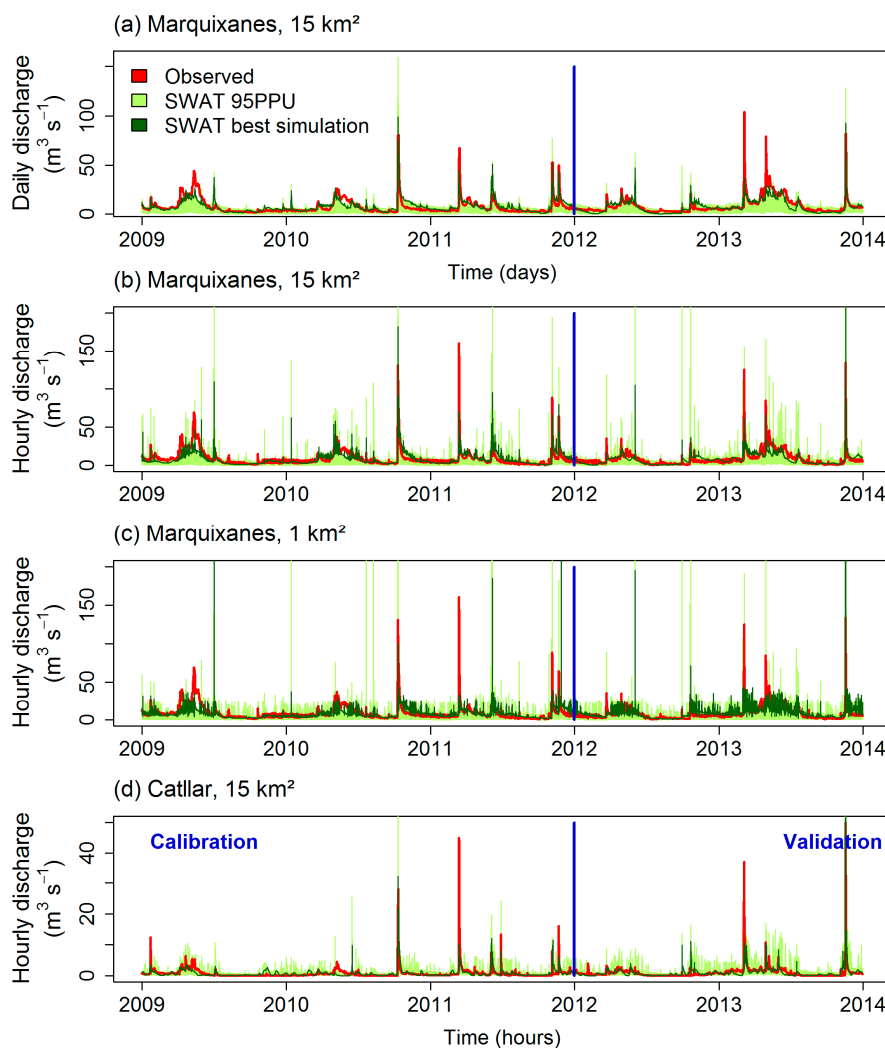 (a) Marquixanes, 15 km²
Daily discharge
(m³ s⁻¹)
0 50 100
Observed
SWAT 95PPU
SWAT best simulation
2009 2010 2011 2012 2013 2014
Time (days)
(b) Marquixanes, 15 km²
Hourly discharge
(m³ s⁻¹)
0 50 150
2009 2010 2011 2012 2013 2014
(c) Marquixanes, 1 km²
Hourly discharge
(m³ s⁻¹)
0 50 150
2009 2010 2011 2012 2013 2014
(d) Catllar, 15 km²
Hourly discharge
(m³ s⁻¹)
0 20 40
Calibration
Validation
2009 2010 2011 2012 2013 2014
Time (hours)